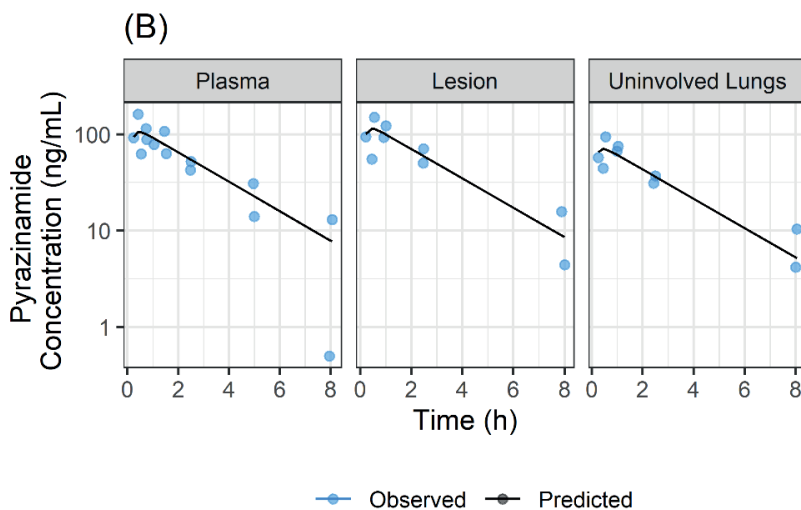 (B)
Plasma Lesion Uninvolved Lungs
Pyrazinamide
Concentration (ng/mL)
100
10
1
0 2 4 6 8 0 2 4 6 8 0 2 4 6 8
Time (h)
Observed Predicted